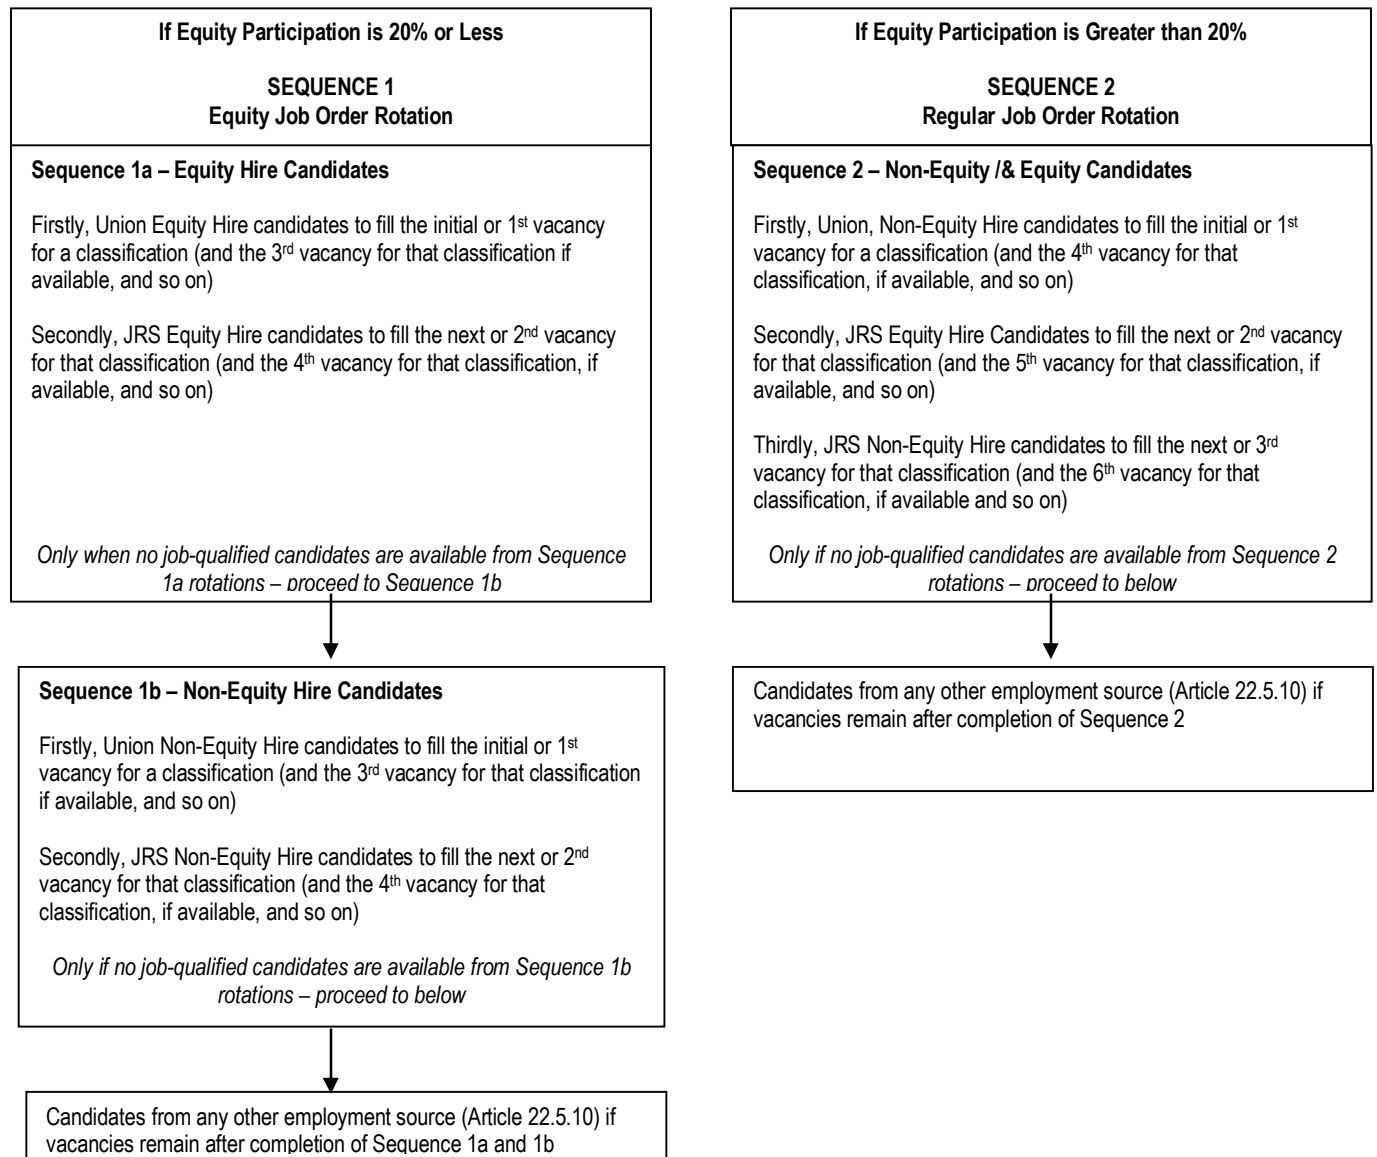 If Equity Participation is 20% or Less
SEQUENCE 1
Equity Job Order Rotation
Sequence 1a – Equity Hire Candidates
Firstly, Union Equity Hire candidates to fill the initial or 1st vacancy
for a classification (and the 3rd vacancy for that classification if
available, and so on)
Secondly, JRS Equity Hire candidates to fill the next or 2nd vacancy
for that classification (and the 4th vacancy for that classification, if
available, and so on)
Only when no job-qualified candidates are available from Sequence
1a rotations – proceed to Sequence 1b
Sequence 1b – Non-Equity Hire Candidates
Firstly, Union Non-Equity Hire candidates to fill the initial or 1st
vacancy for a classification (and the 3rd vacancy for that classification
if available, and so on)
Secondly, JRS Non-Equity Hire candidates to fill the next or 2nd
vacancy for that classification (and the 4th vacancy for that
classification, if available, and so on)
Only if no job-qualified candidates are available from Sequence 1b
rotations – proceed to below
Candidates from any other employment source (Article 22.5.10) if
vacancies remain after completion of Sequence 1a and 1b
If Equity Participation is Greater than 20%
SEQUENCE 2
Regular Job Order Rotation
Sequence 2 – Non-Equity /& Equity Candidates
Firstly, Union, Non-Equity Hire candidates to fill the initial or 1st
vacancy for a classification (and the 4th vacancy for that
classification, if available, and so on)
Secondly, JRS Equity Hire Candidates to fill the next or 2nd vacancy
for that classification (and the 5th vacancy for that classification, if
available, and so on)
Thirdly, JRS Non-Equity Hire candidates to fill the next or 3rd
vacancy for that classification (and the 6th vacancy for that
classification, if available and so on)
Only if no job-qualified candidates are available from Sequence 2
rotations – proceed to below
Candidates from any other employment source (Article 22.5.10) if
vacancies remain after completion of Sequence 2